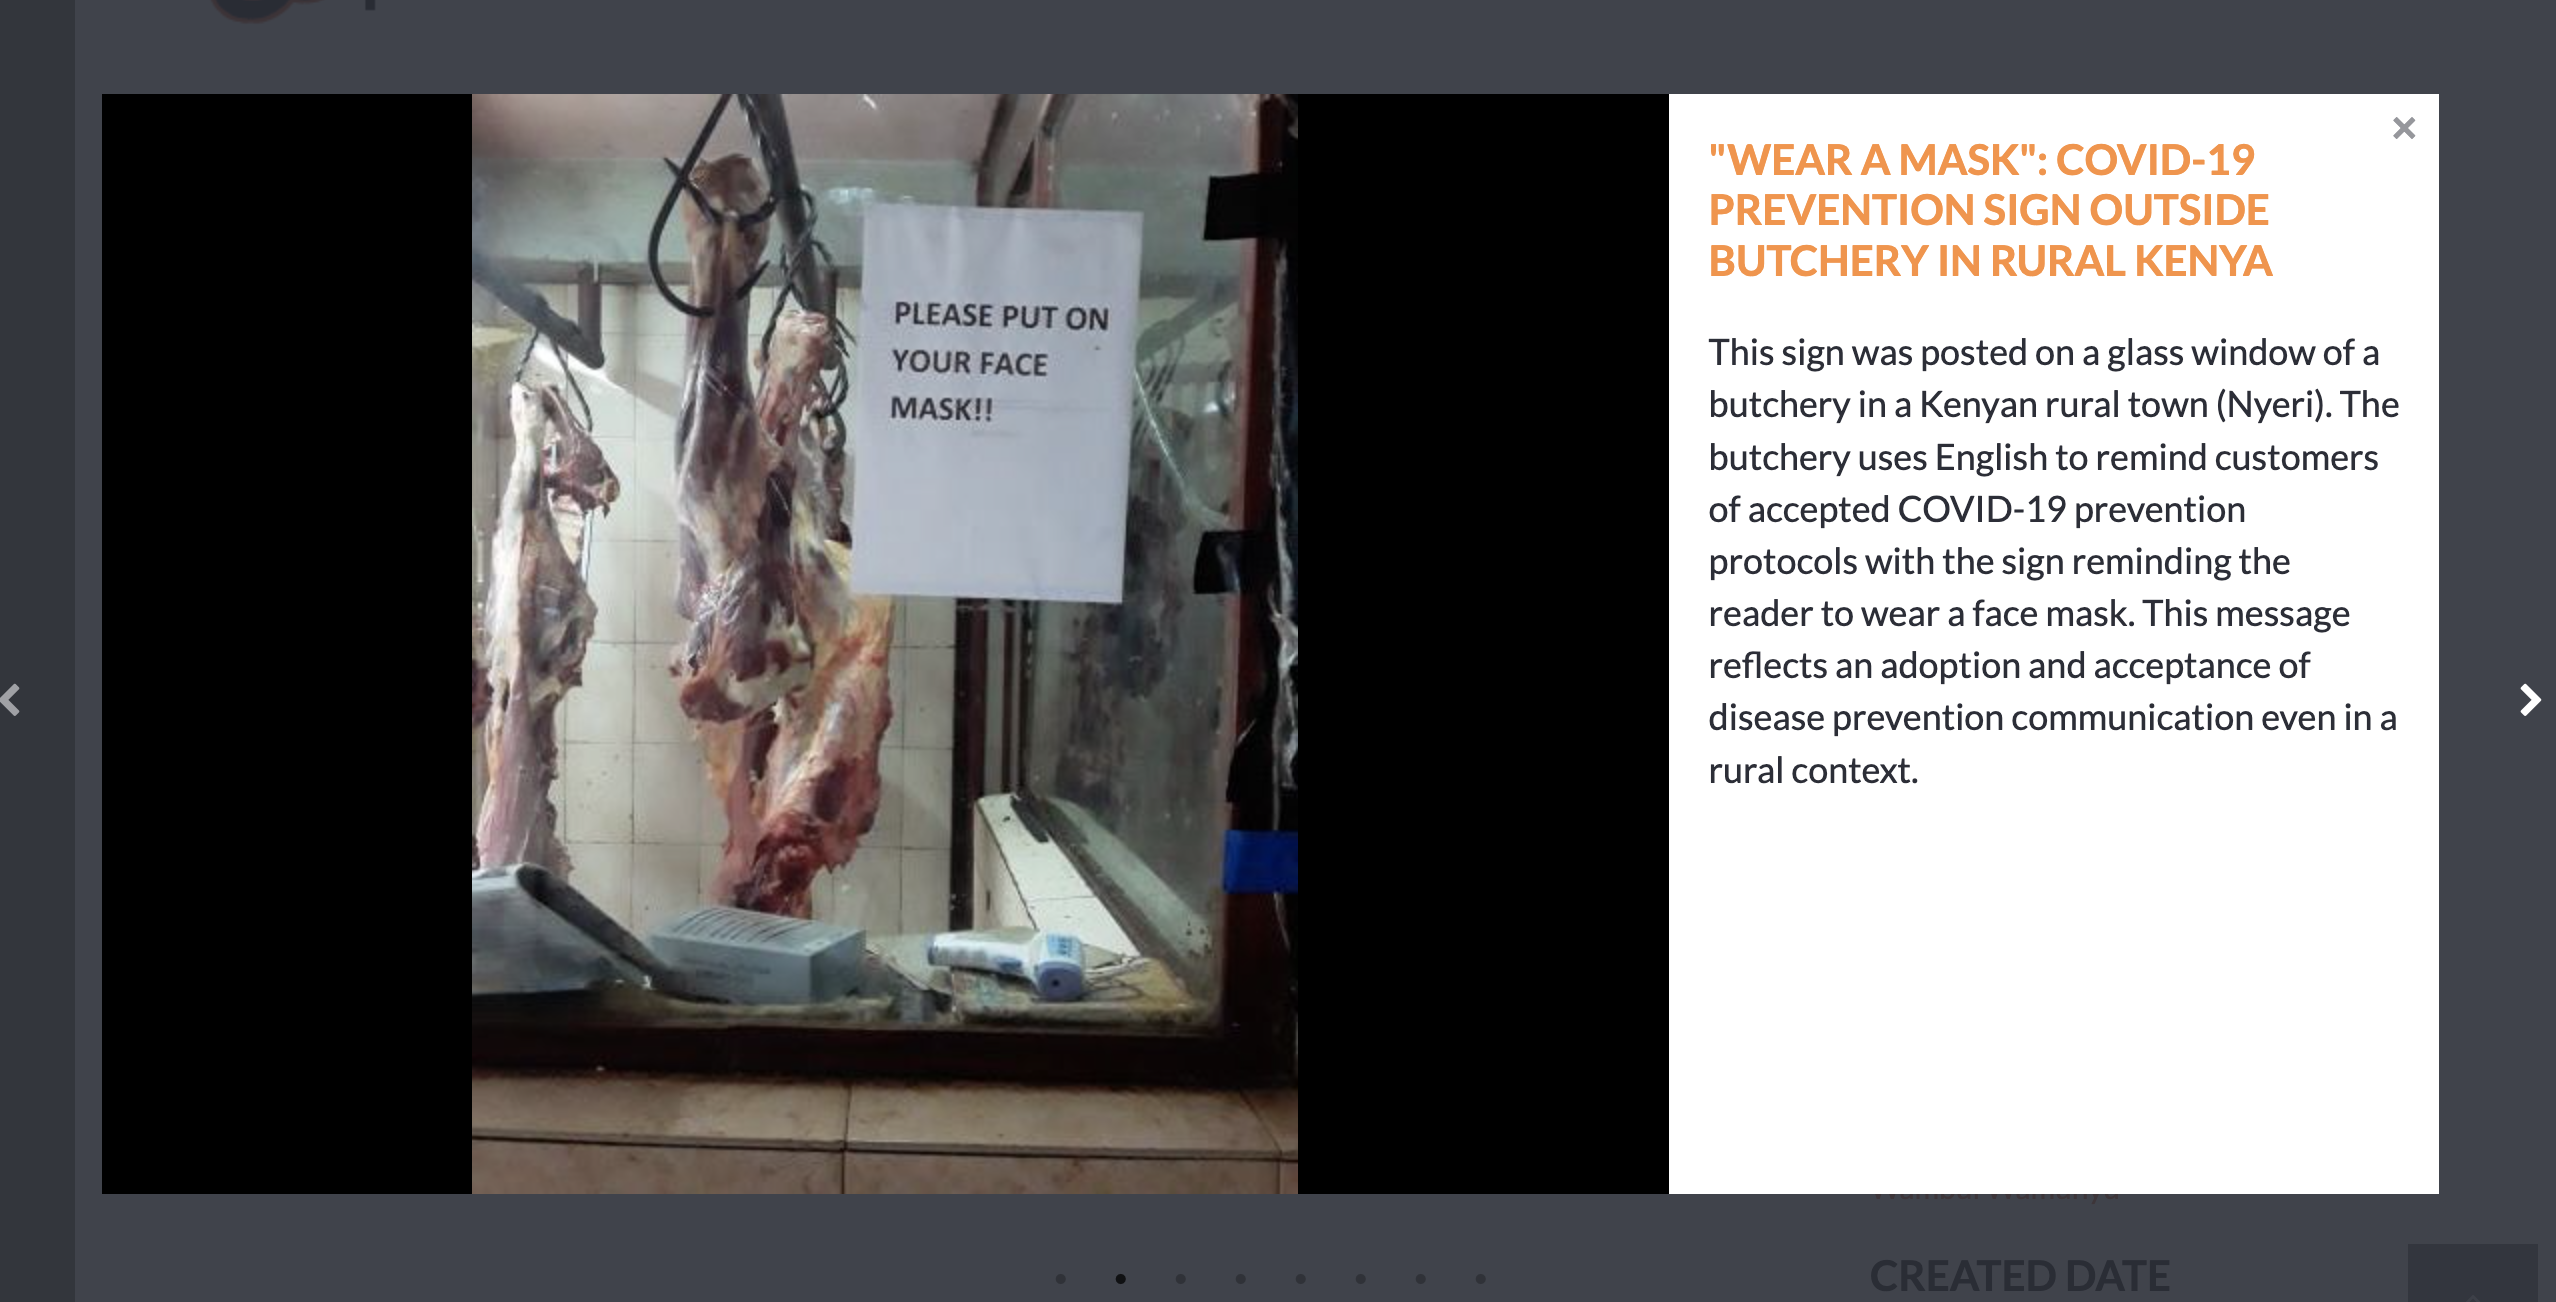 PLEASE PUT ON
YOUR FACE
MASK!!
"WEAR A MASK": COVID-19
PREVENTION SIGN OUTSIDE
BUTCHERY IN RURAL KENYA
This sign was posted on a glass window of a
butchery in a Kenyan rural town (Nyeri). The
butchery uses English to remind customers
of accepted COVID-19 prevention
protocols with the sign reminding the
reader to wear a face mask. This message
reflects an adoption and acceptance of
disease prevention communication even in a
rural context.
CREATED DATE